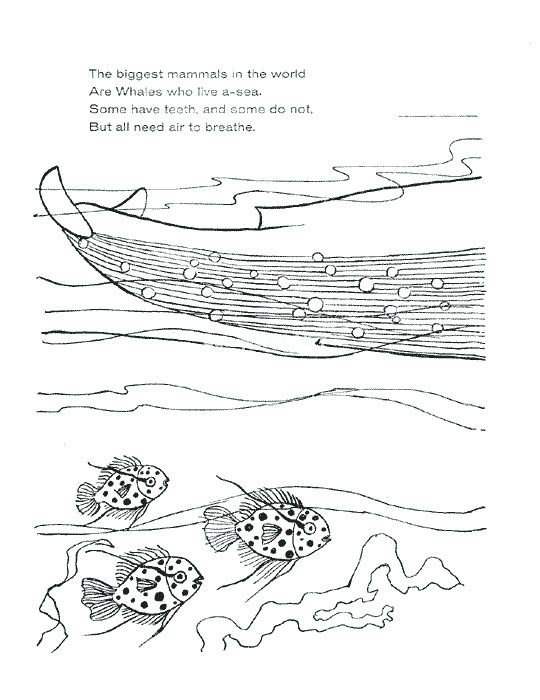 The biggest mammals in the world
Are Whales who live a-sea.
Some have teeth, and some do not,
But all need air to breathe.